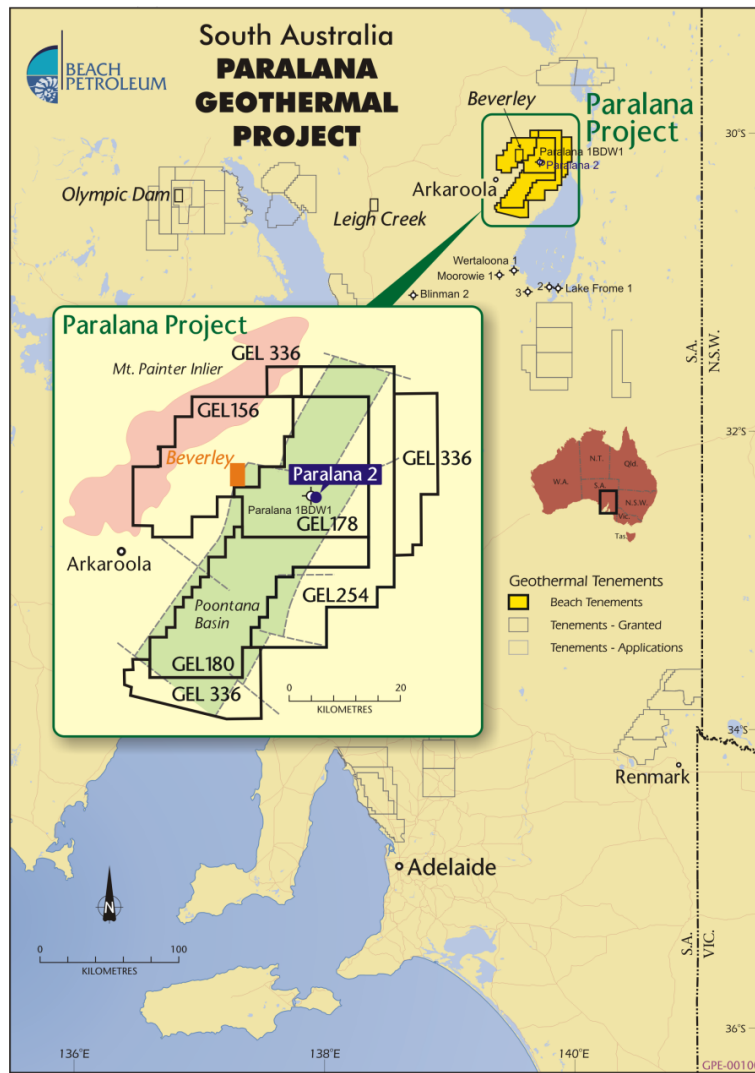 BEACH
PETROLEUM
South Australia
PARALANA
GEOTHERMAL
PROJECT
Beverley
Paralana
Project
30°S
Paralana 1BDW1
Paralana 2
Arkaroola
Olympic Dam
Leigh Creek
Wertaloona 1
Moorowie 1
Blinman 2
3
2
Lake Frome 1
S.A.
N.S.W.
Paralana Project
GEL 336
Mt. Painter Inlier
GEL156
Beverley
GEL 336
Paralana 2
Paralana 1BDW1
GEL178
Arkaroola
GEL254
Poontana
Basin
GEL180
GEL 336
0
20
KILOMETRES
32°S
N.T.
Qld.
W.A.
S.A.
N.S.W.
Vic.
Tas.
Geothermal Tenements
Beach Tenements
Tenements - Granted
Tenements - Applications
34°S
Renmark
Adelaide
N
0
100
KILOMETRES
S.A.
VIC.
36°S
136°E
138°E
140°E